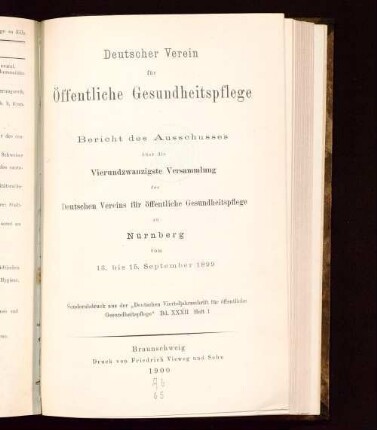 Deutscher Verein
für
Öffentliche Gesundheitspflege
Bericht des Ausschusses
über die
Vierundzwanzigste Versammlung
des
Deutschen Vereins für öffentliche Gesundheitspflege
zu
Nürnberg
vom
13. bis 15. September 1899
Sonderabdruck aus der „Deutschen Vierteljahrsschrift für öffentliche
Gesundheitspflege“ Bd. XXXII Heft 1
Braunschweig
Druck von Friedrich Vieweg und Sohn
1900